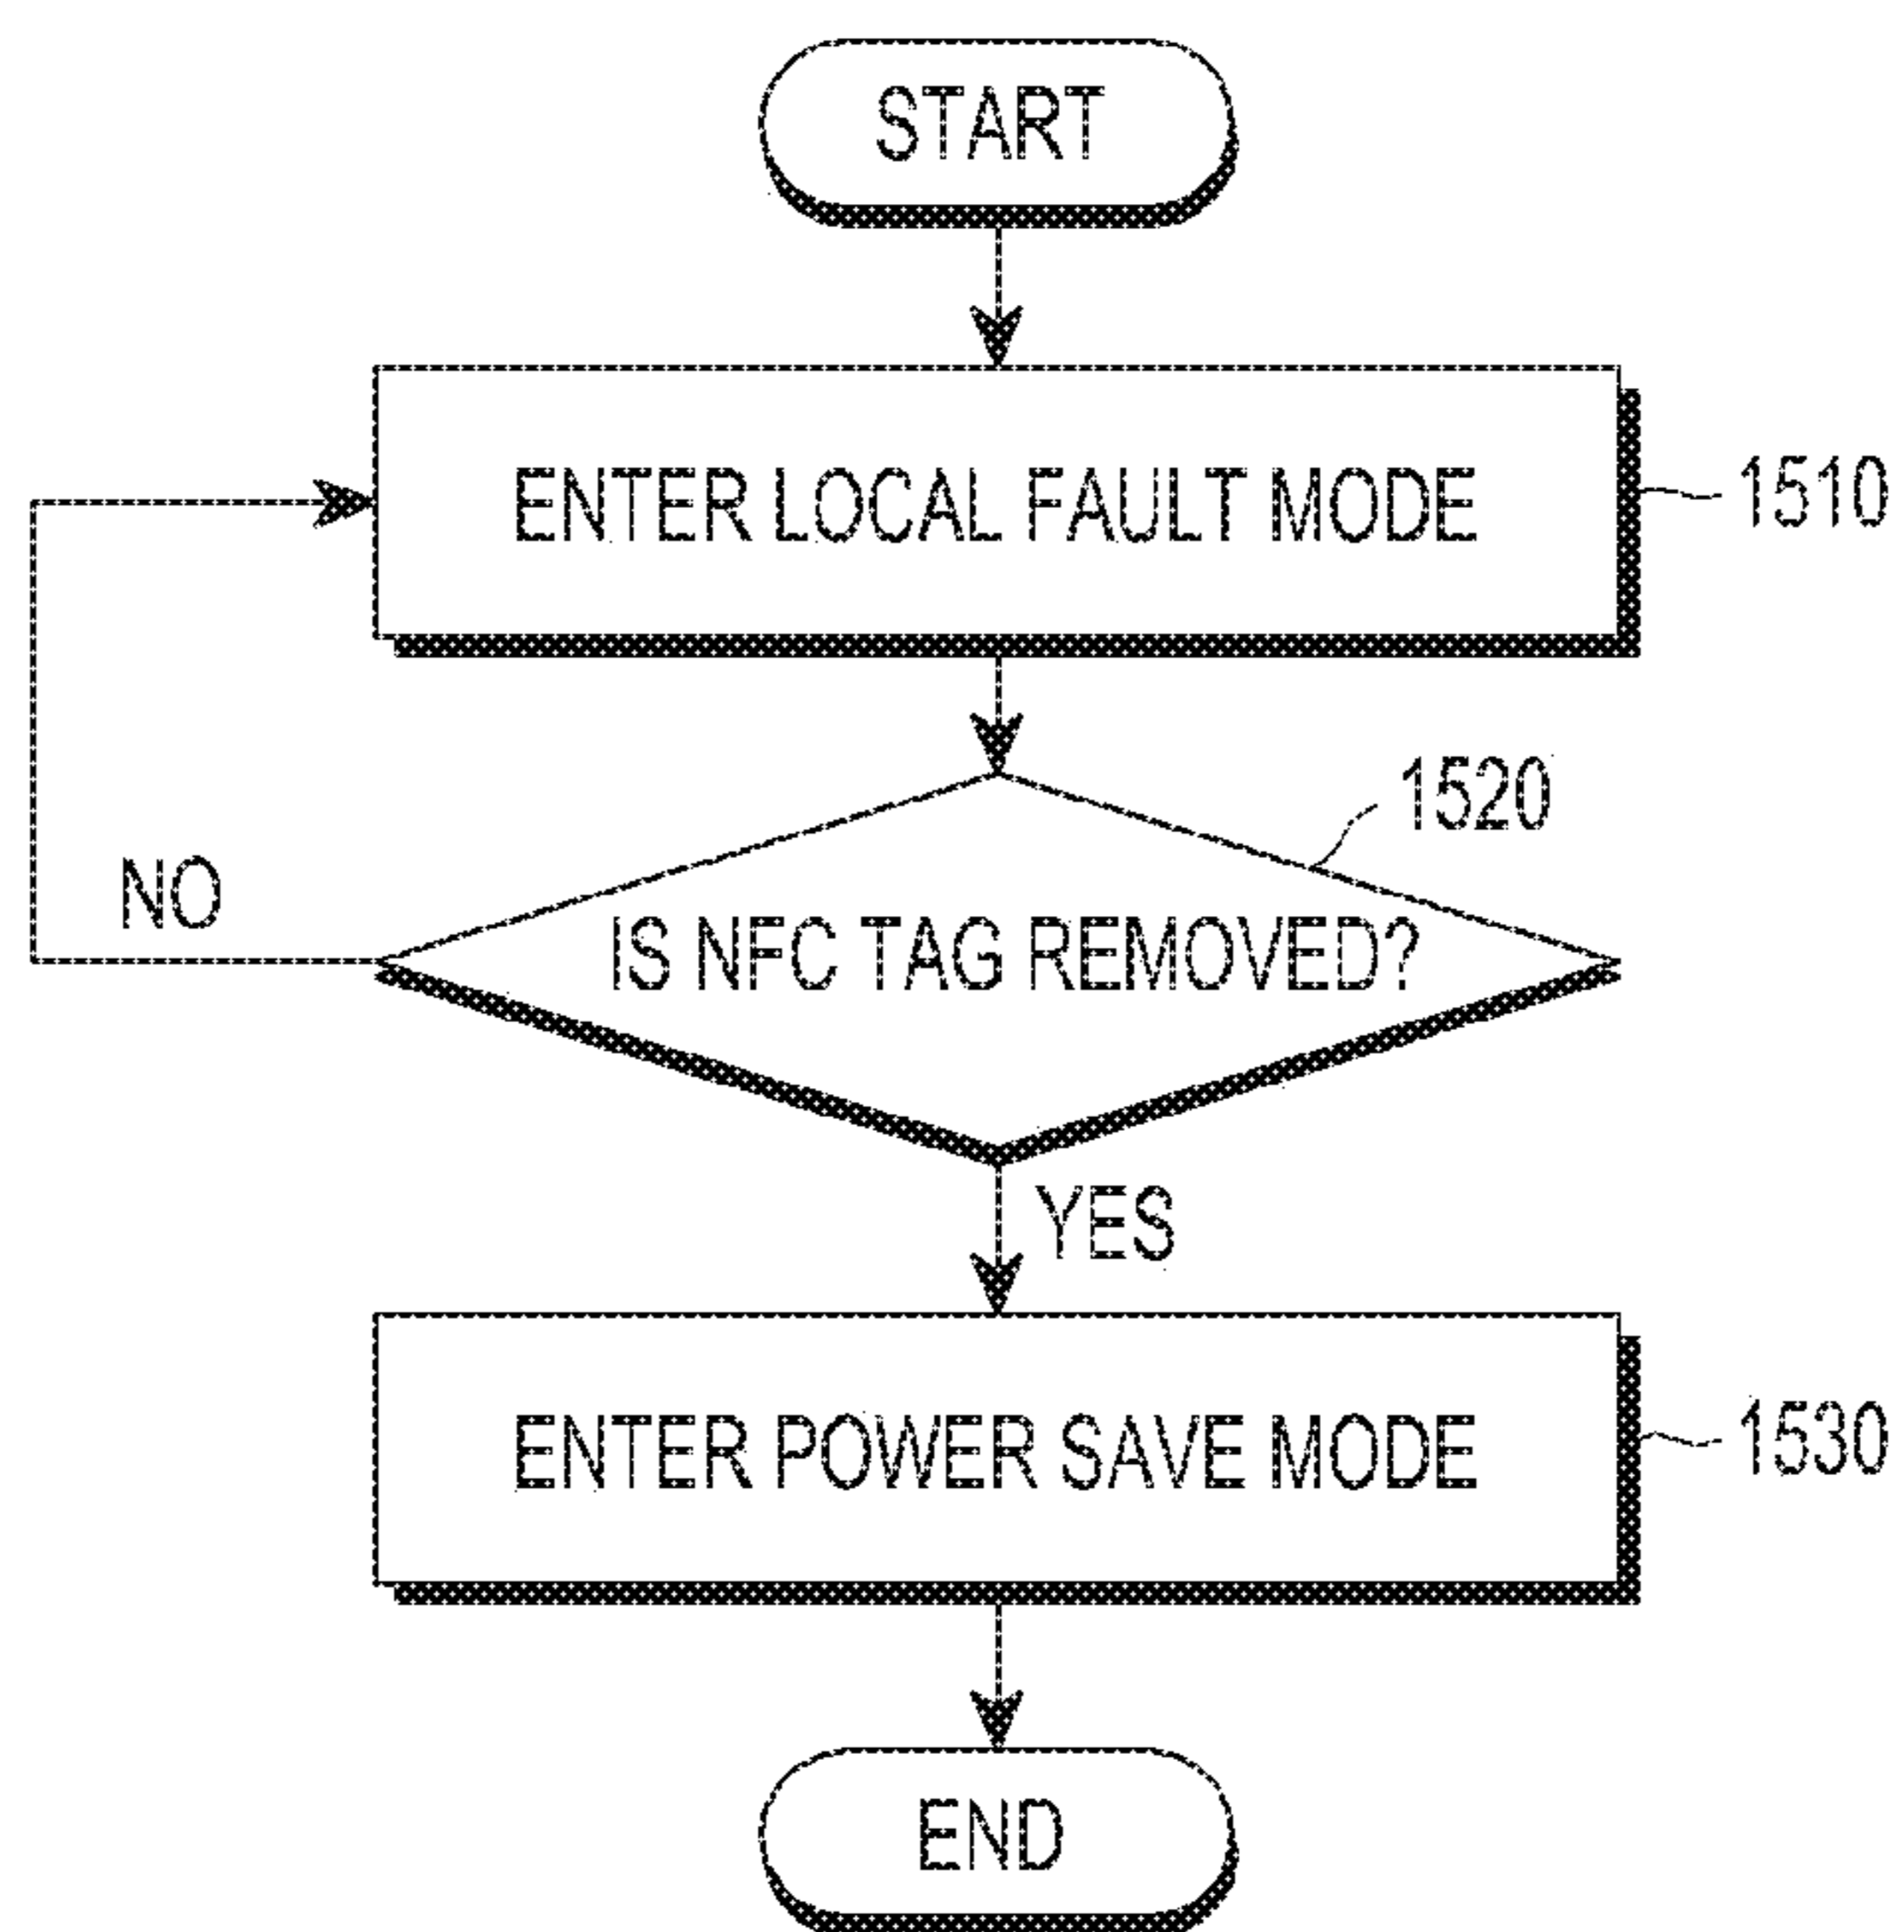 START
ENTER LOCAL FAULT MODE
1510
1520
NO
IS NFC TAG REMOVED?
YES
ENTER POWER SAVE MODE
1530
END